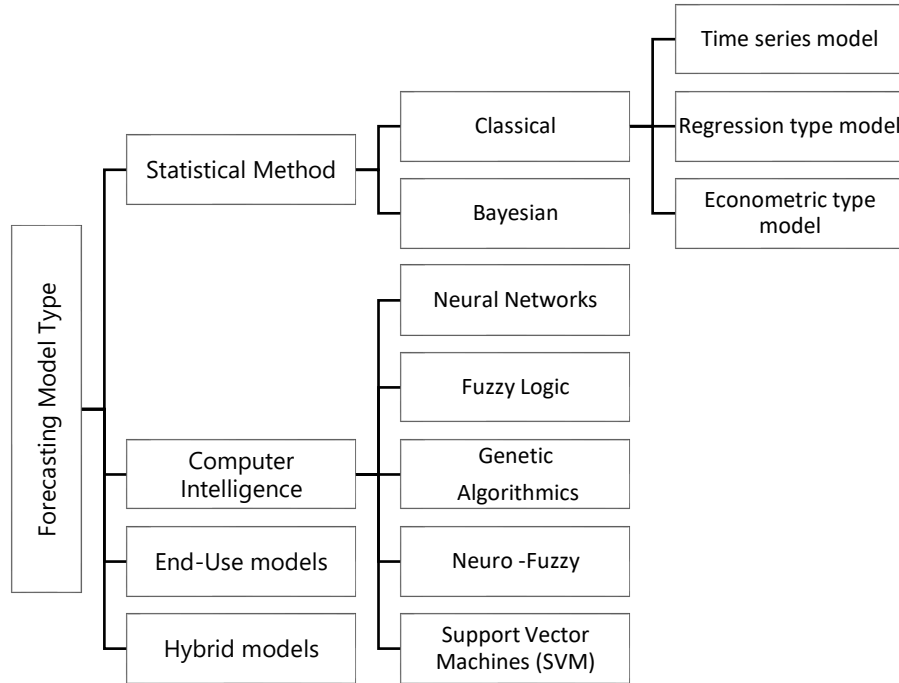 Forecasting Model Type
Statistical Method
Classical
Time series model
Regression type model
Econometric type
model
Bayesian
Computer
Intelligence
Neural Networks
Fuzzy Logic
Genetic
Algorithmics
Neuro -Fuzzy
Support Vector
Machines (SVM)
End-Use models
Hybrid models